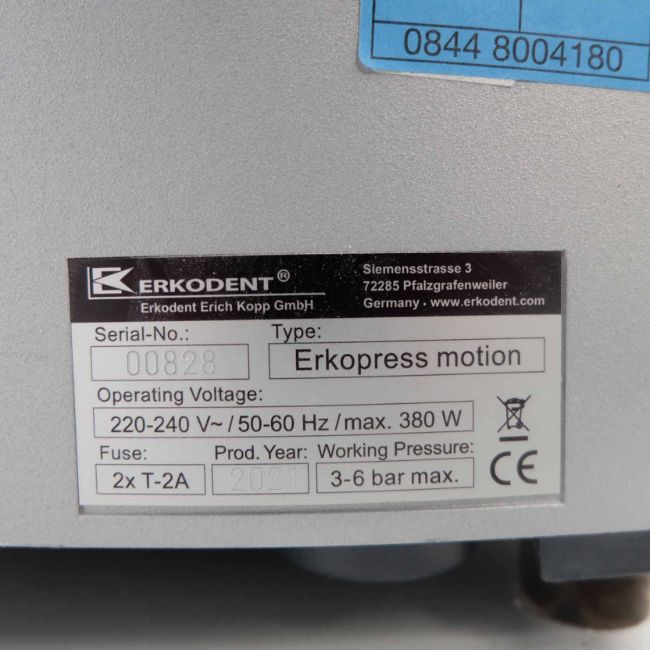 0844 8004180
ERKODENT®
Erkodent Erich Kopp GmbH
Siemensstrasse 3
72285 Pfalzgrafenweiler
Germany · www.erkodent.com
Serial-No.: Type:
00828 Erkopress motion
Operating Voltage:
220-240 V~ / 50-60 Hz / max. 380 W
Fuse: Prod. Year: Working Pressure:
2x T-2A 2021 3-6 bar max.
CE